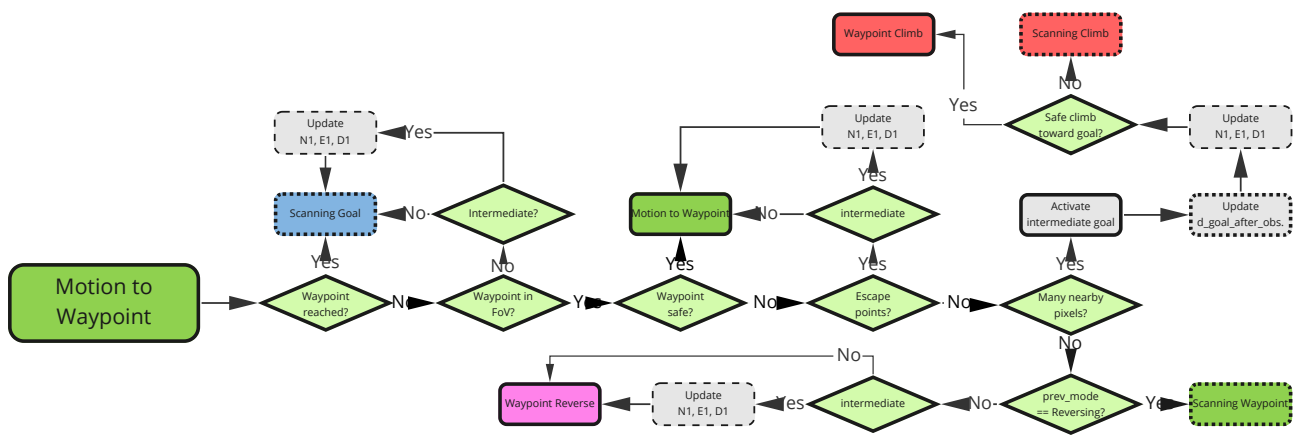 Waypoint Climb
Scanning Climb
No
Yes
Safe climb
toward goal?
Update
N1, E1, D1
Update
N1, E1, D1
Update
N1, E1, D1
Yes
Yes
Scanning Goal
No
Intermediate?
Motion to Waypoint
No
intermediate
Activate
intermediate goal
Update
d_goal_after_obs.
Yes
No
Yes
Yes
Yes
Motion to
Waypoint
Waypoint
reached?
No
Waypoint in
FoV?
Yes
Waypoint
safe?
No
Escape
points?
No
Many nearby
pixels?
No
No
Waypoint Reverse
Update
N1, E1, D1
Yes
intermediate
No
prev_mode
== Reversing?
Yes
Scanning Waypoint